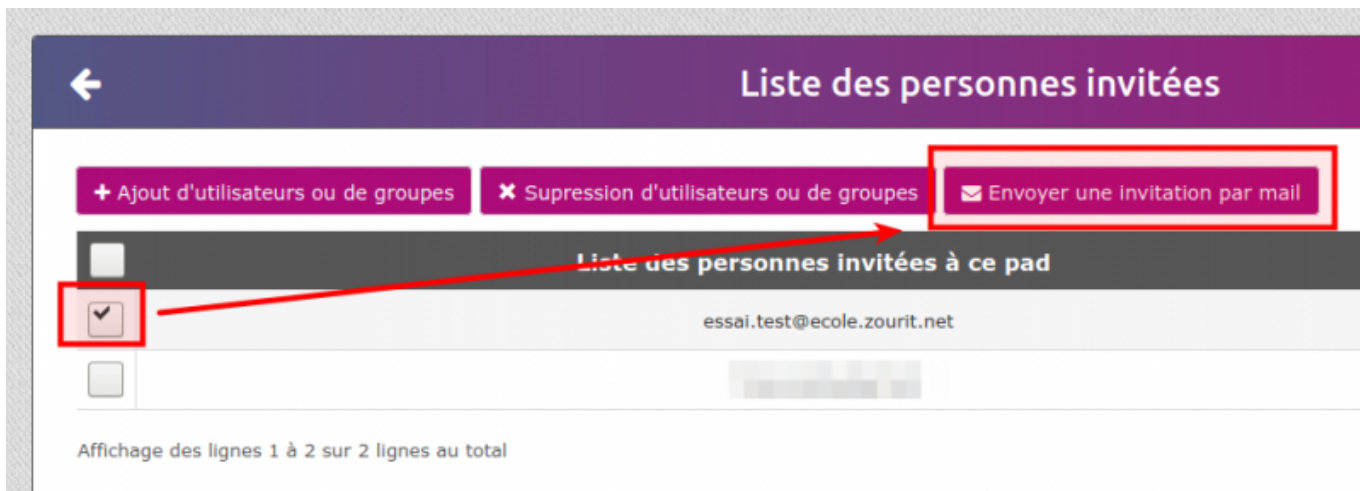 Liste des personnes invitées
Ajout d'utilisateurs ou de groupes
Supression d'utilisateurs ou de groupes
Envoyer une invitation par mail
Liste des personnes invitées à ce pad
essai.test@ecole.zourit.net
Affichage des lignes 1 à 2 sur 2 lignes au total